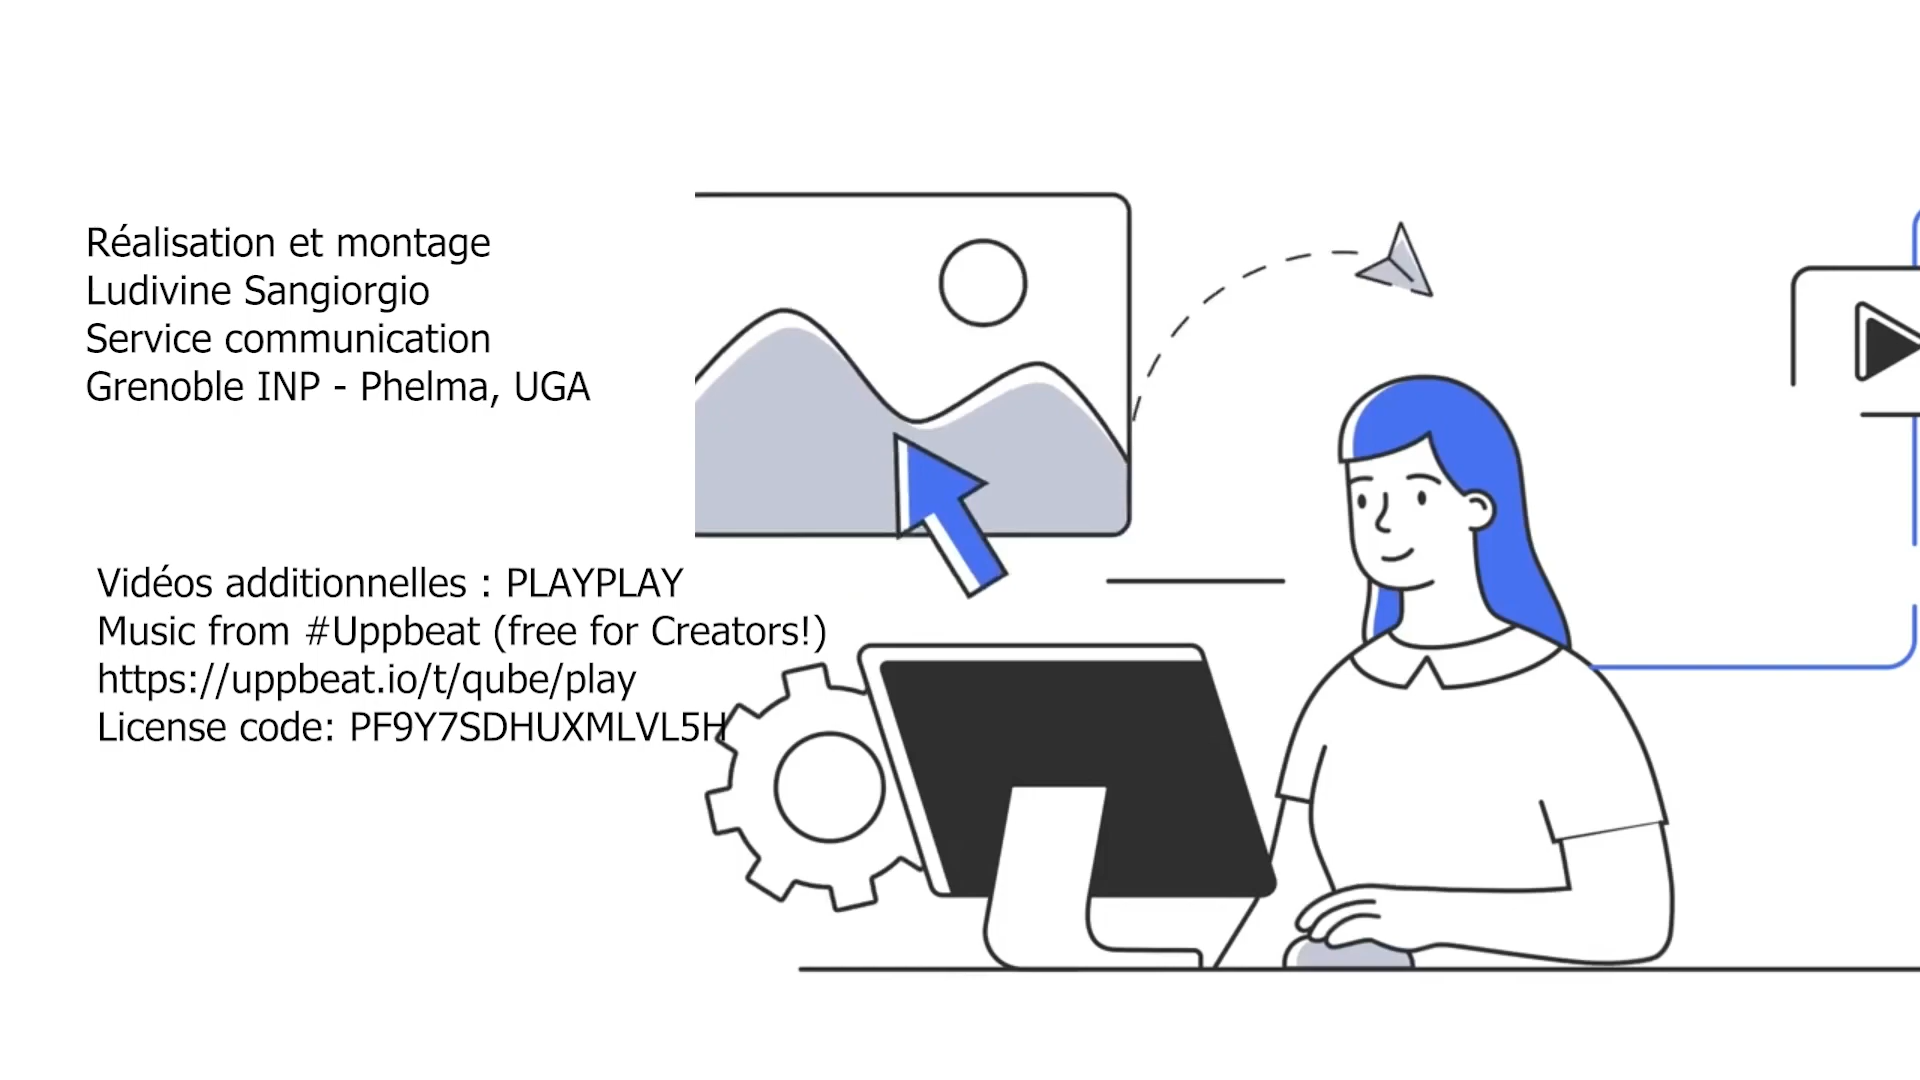 Réalisation et montage
Ludivine Sangiorgio
Service communication
Grenoble INP - Phelma, UGA
Vidéos additionnelles : PLAYPLAY
Music from #Uppbeat (free for Creators!)
https://uppbeat.io/t/qube/play
License code: PF9Y7SDHUXMLVL5H